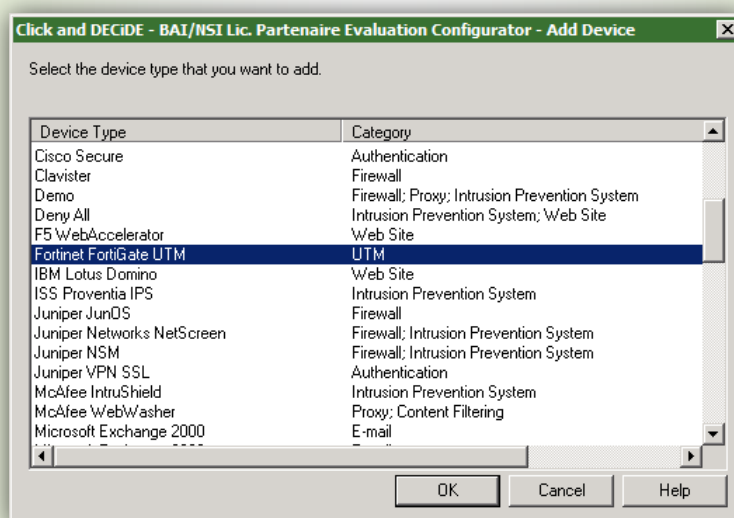 Click and DECiDE - BAI/NSI Lic. Partenaire Evaluation Configurator - Add Device
Select the device type that you want to add.
Device Type Category
Cisco Secure Authentication
Clavister Firewall
Demo Firewall; Proxy; Intrusion Prevention System
Deny All Intrusion Prevention System; Web Site
F5 WebAccelerator Web Site
Fortinet FortiGate UTM UTM
IBM Lotus Domino Web Site
ISS Proventia IPS Intrusion Prevention System
Juniper JunOS Firewall
Juniper Networks NetScreen Firewall; Intrusion Prevention System
Juniper NSM Firewall; Intrusion Prevention System
Juniper VPN SSL Authentication
McAfee IntruShield Intrusion Prevention System
McAfee WebWasher Proxy; Content Filtering
Microsoft Exchange 2000 E-mail
OK Cancel Help